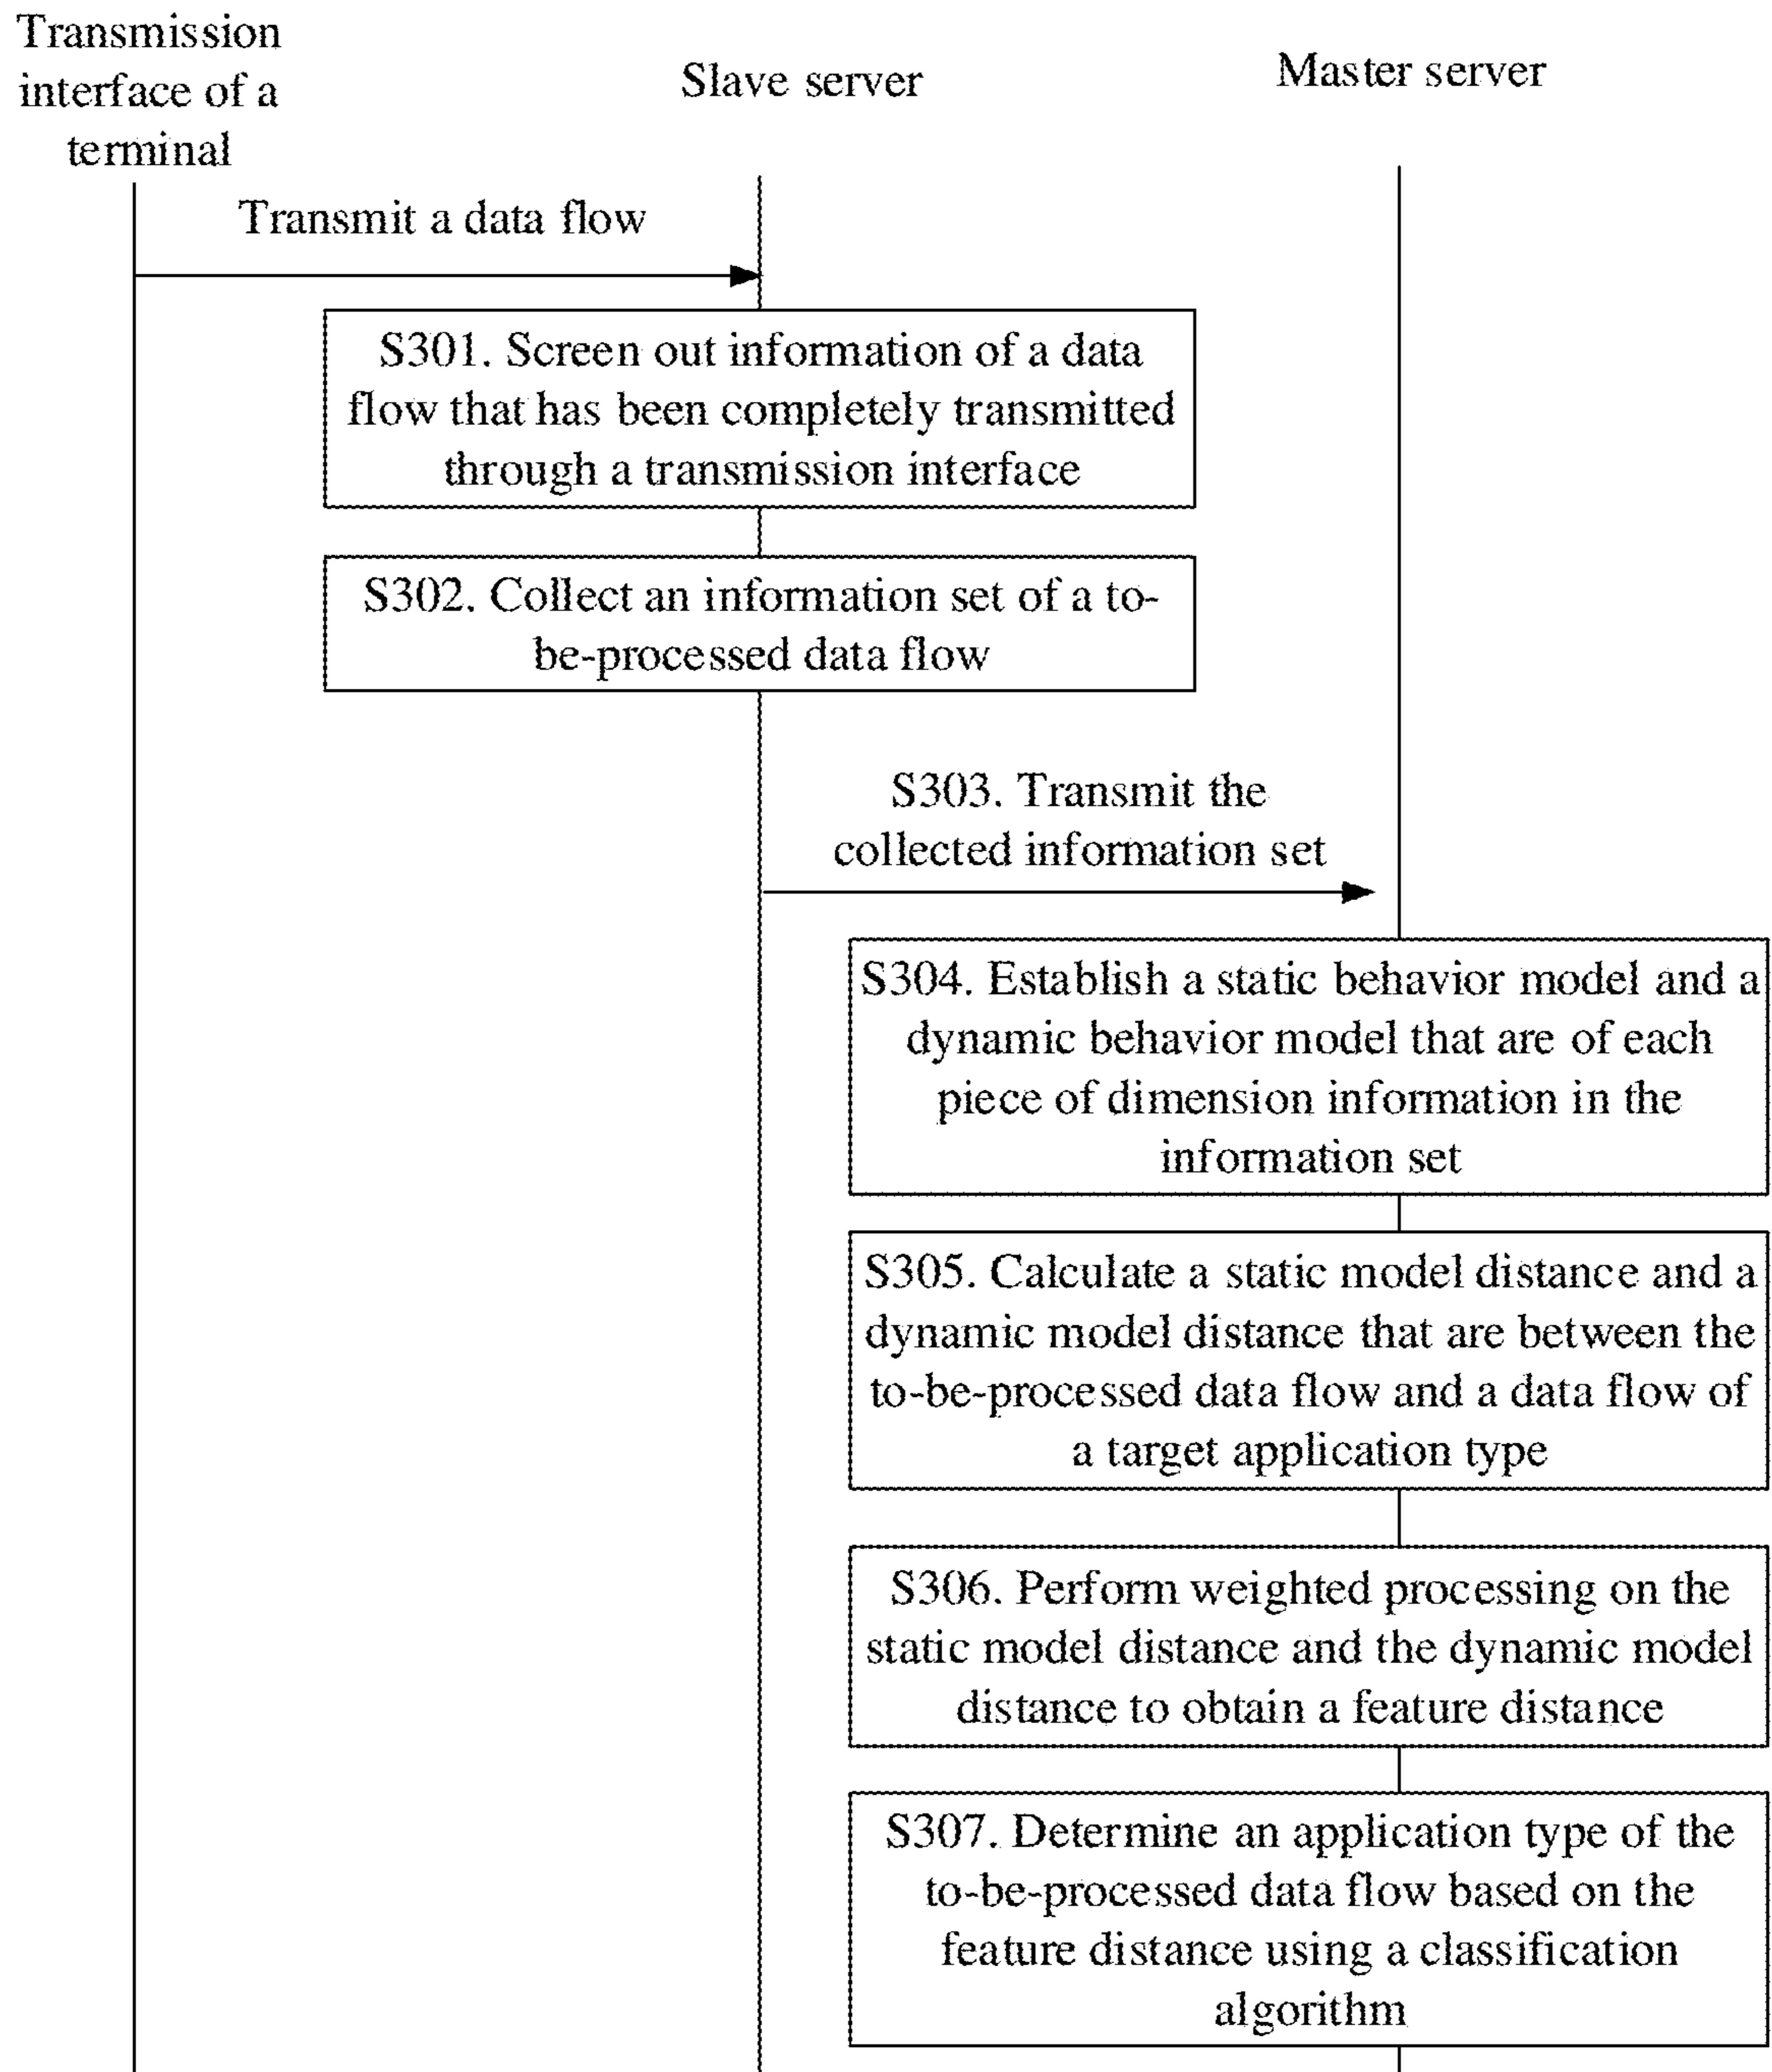 Transmission
interface of a
terminal
Slave server
Master server
Transmit a data flow
S301. Screen out information of a data
flow that has been completely transmitted
through a transmission interface
S302. Collect an information set of a to-
be-processed data flow
S303. Transmit the
collected information set
S304. Establish a static behavior model and a
dynamic behavior model that are of each
piece of dimension information in the
information set
S305. Calculate a static model distance and a
dynamic model distance that are between the
to-be-processed data flow and a data flow of
a target application type
S306. Perform weighted processing on the
static model distance and the dynamic model
distance to obtain a feature distance
S307. Determine an application type of the
to-be-processed data flow based on the
feature distance using a classification
algorithm